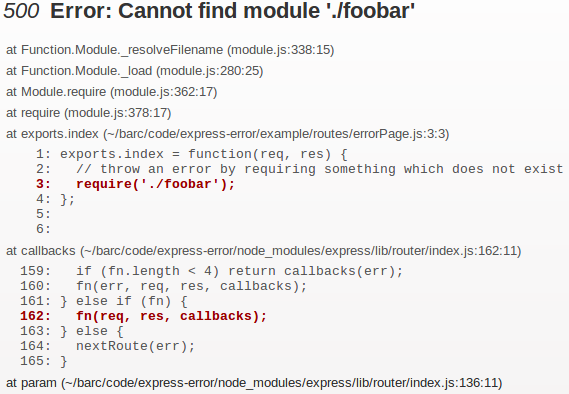 500 Error: Cannot find module './foobar'
at Function.Module._resolveFilename (module.js:338:15)
at Function.Module._load (module.js:280:25)
at Module.require (module.js:362:17)
at require (module.js:378:17)
at exports.index (~/barc/code/express-error/example/routes/errorPage.js:3:3)
1: exports.index = function(req, res) {
2:   // throw an error by requiring something which does not exist
3:   require('./foobar');
4: };
5:
6:
at callbacks (~/barc/code/express-error/node_modules/express/lib/router/index.js:162:11)
159:   if (fn.length < 4) return callbacks(err);
160:   fn(err, req, res, callbacks);
161: } else if (fn) {
162:   fn(req, res, callbacks);
163: } else {
164:   nextRoute(err);
165: }
at param (~/barc/code/express-error/node_modules/express/lib/router/index.js:136:11)